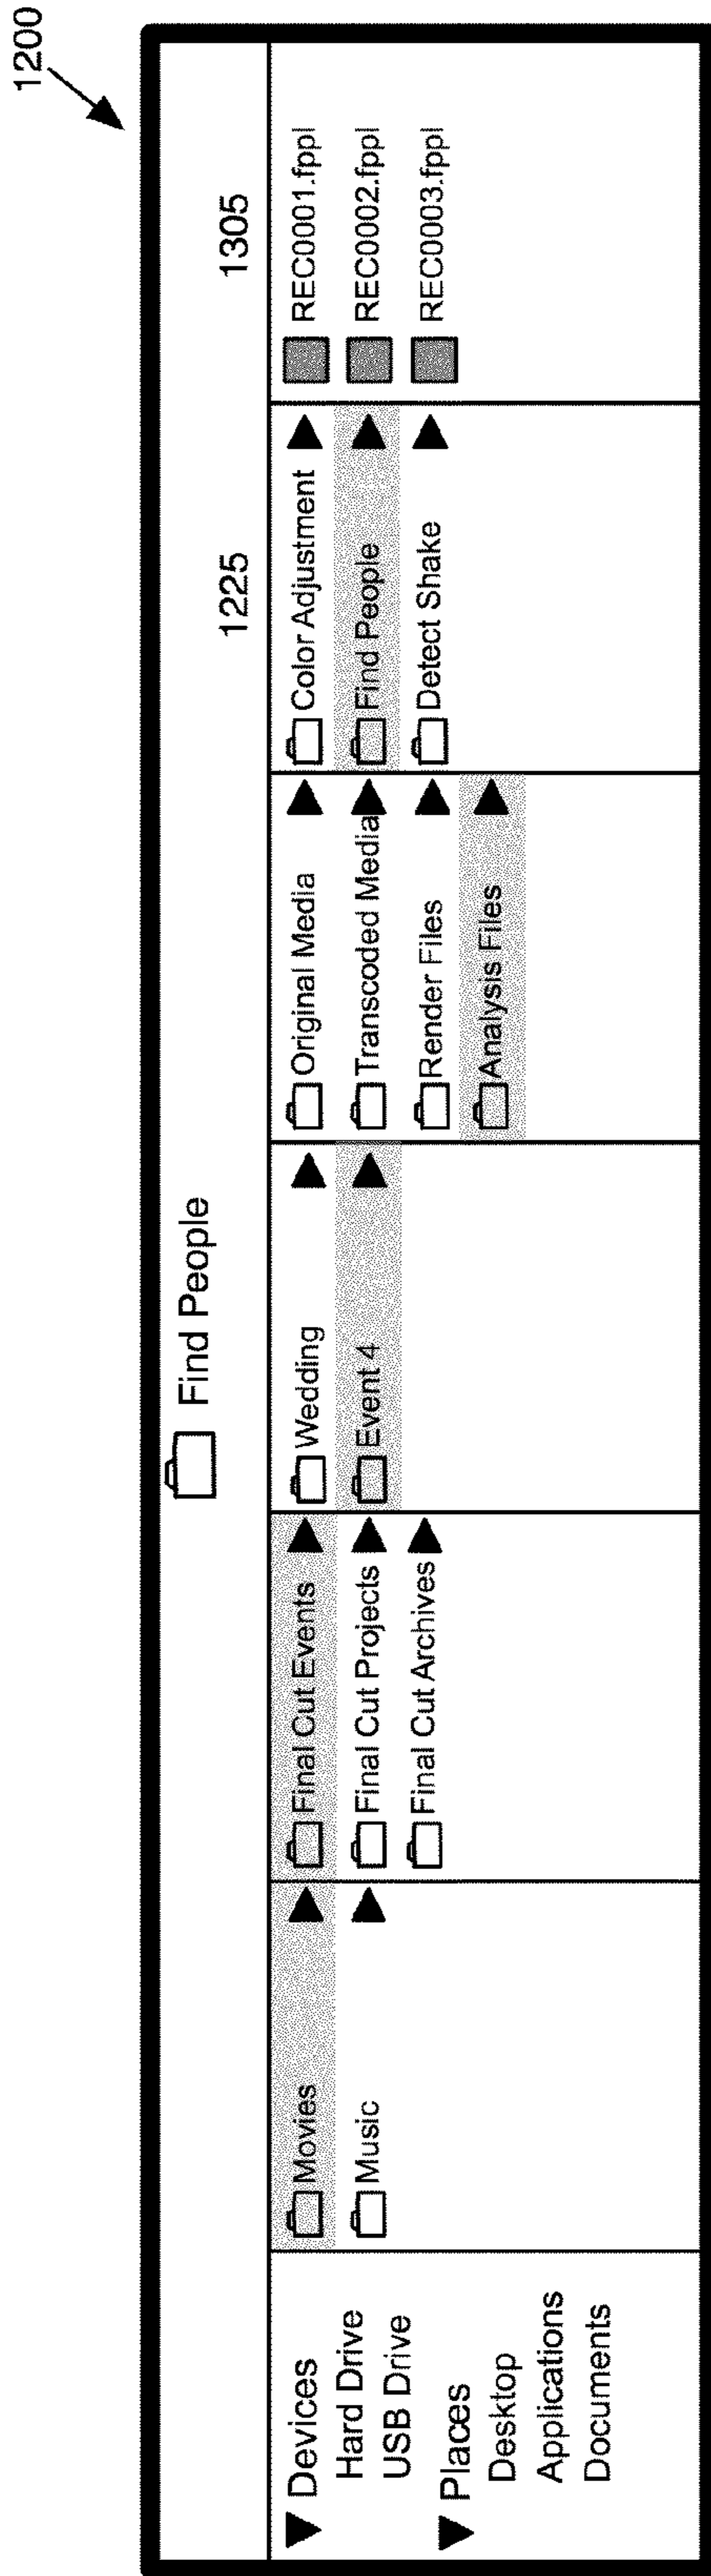 1200
Find People
1225
1305
Devices
Hard Drive
USB Drive
Places
Desktop
Applications
Documents
Movies
Music
Final Cut Events
Final Cut Projects
Final Cut Archives
Wedding
Event 4
Original Media
Transcoded Media
Render Files
Analysis Files
Color Adjustment
Find People
Detect Shake
REC0001.fppl
REC0002.fppl
REC0003.fppl